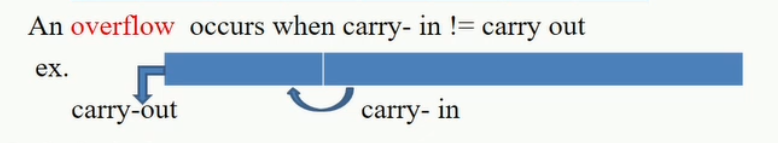 An overflow occurs when carry- in != carry out
ex.
carry-out
carry- in